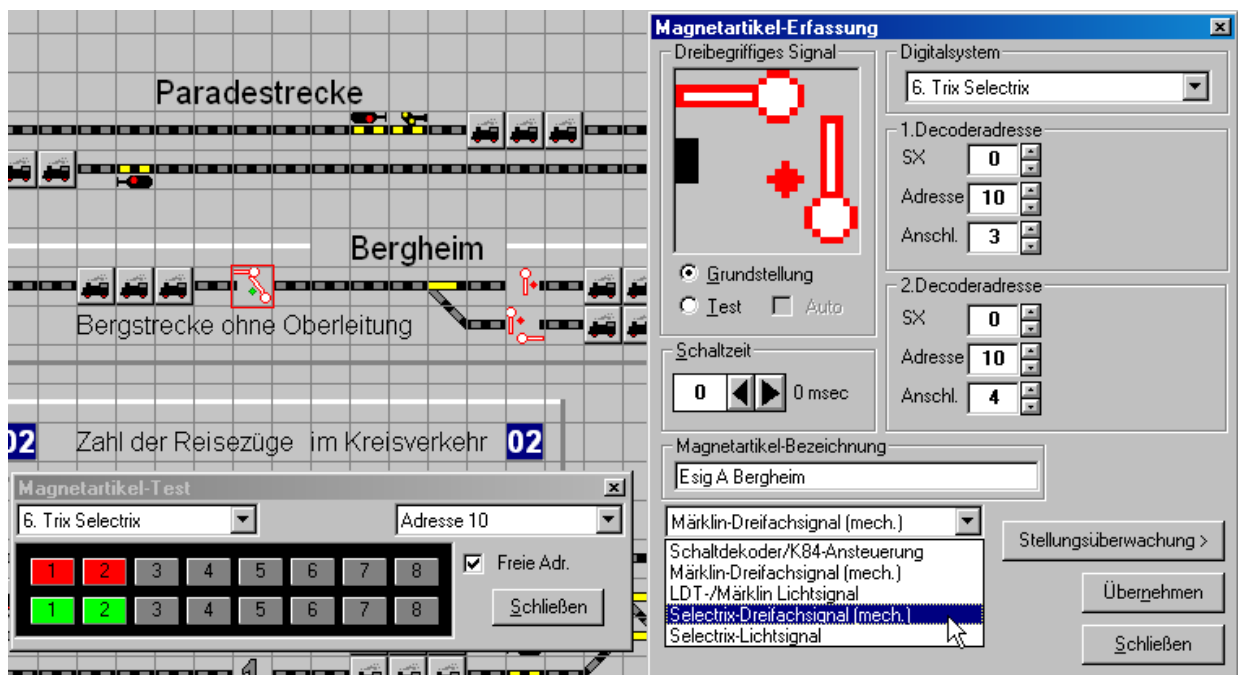 Paradestrecke
Bergheim
Bergstrecke ohne Oberleitung
02 Zahl der Reisezüge im Kreisverkehr 02
Magnetartikel-Test
6. Trix Selectrix
Adresse 10
1 2 3 4 5 6 7 8
Freie Adr.
1 2 3 4 5 6 7 8
Schließen
Magnetartikel-Erfassung
Dreibegriffiges Signal
Grundstellung
Test Auto
Schaltzeit
0 0 msec
Digitalsystem
6. Trix Selectrix
1.Decoderadresse
SX 0
Adresse 10
Anschl. 3
2.Decoderadresse
SX 0
Adresse 10
Anschl. 4
Magnetartikel-Bezeichnung
Esig A Bergheim
Märklin-Dreifachsignal (mech.)
Schaltdekoder/K84-Ansteuerung
Märklin-Dreifachsignal (mech.)
LDT-/Märklin Lichtsignal
Selectrix-Dreifachsignal (mech.)
Selectrix-Lichtsignal
Stellungsüberwachung >
Übernehmen
Schließen